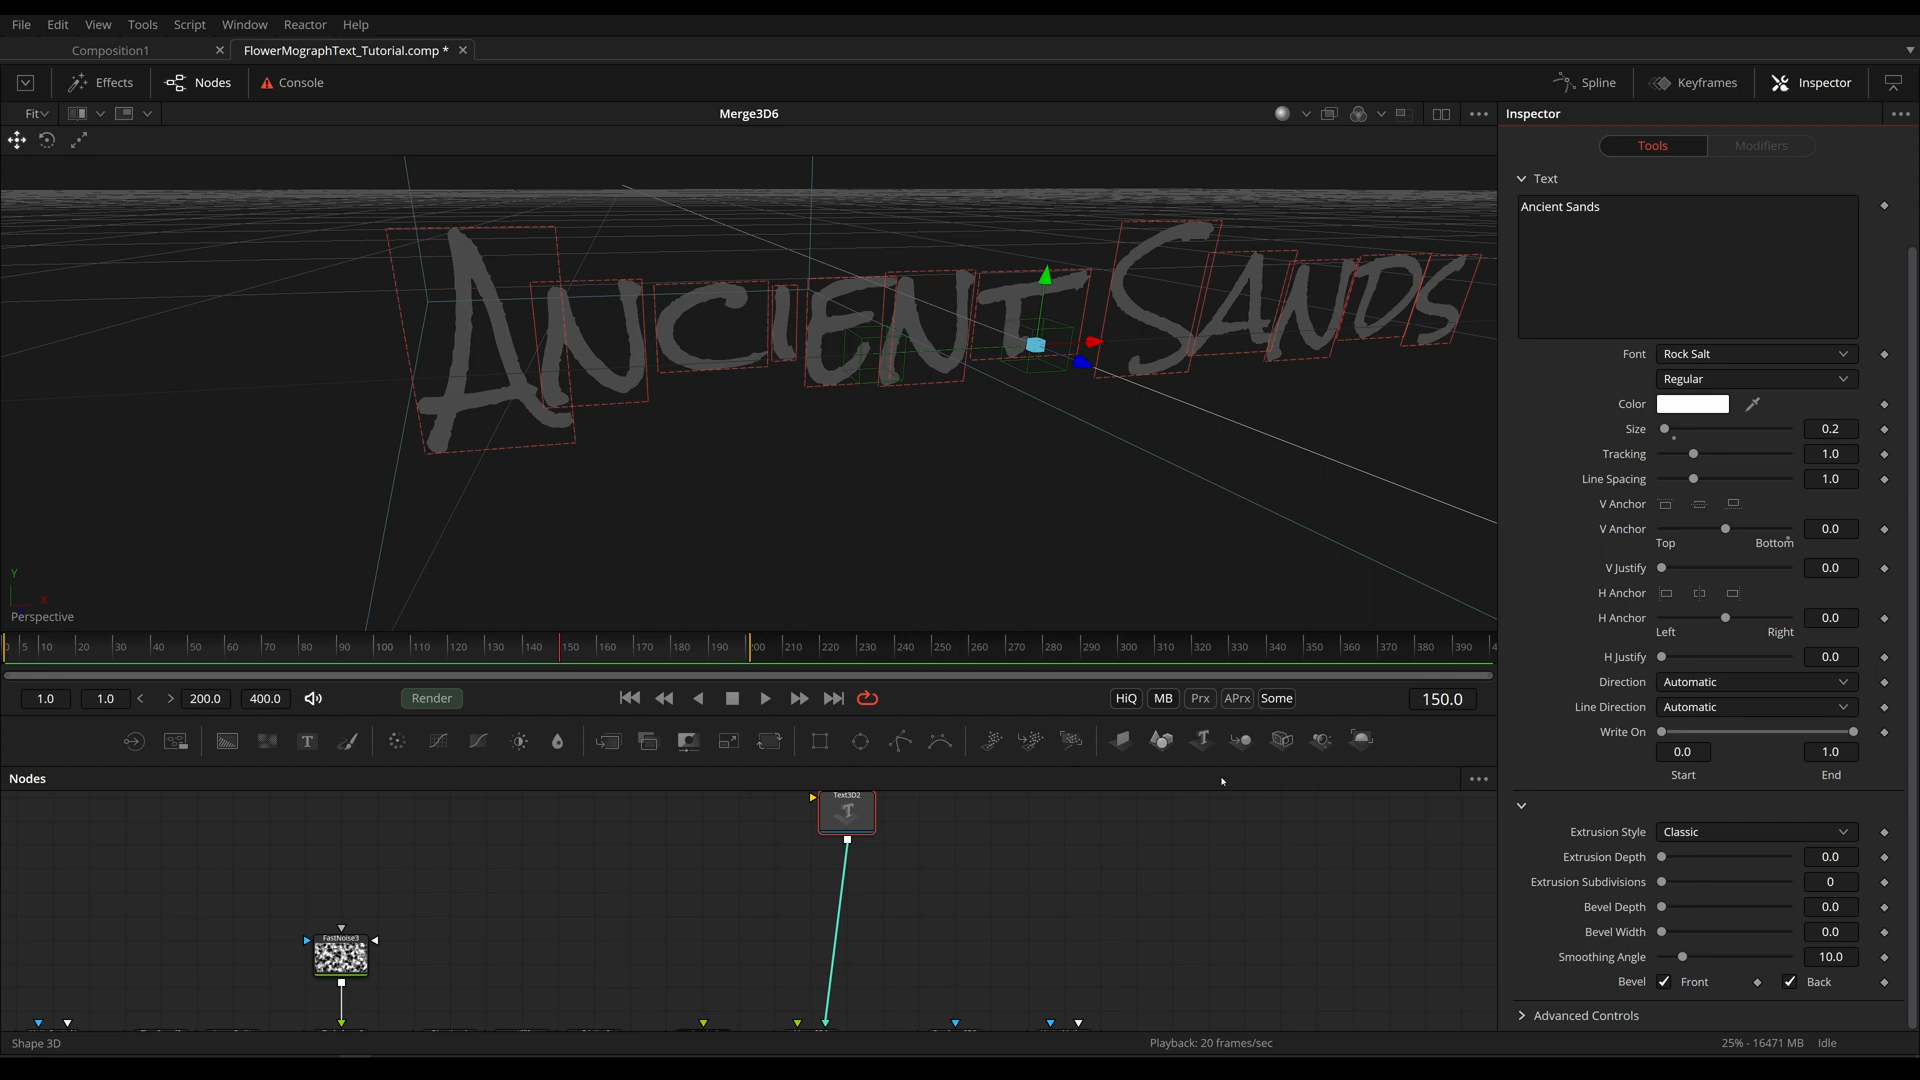 File Edit View Tools Script Window Reactor Help
Composition1 FlowerMographText_Tutorial.comp *
Effects Nodes Console Spline Keyframes Inspector
Fit Merge3D6 Inspector
Tools Modifiers
Text
Ancient Sands
ANCIENT SANDS
Font Rock Salt
Regular
Color
Size 0.2
Tracking 1.0
Line Spacing 1.0
V Anchor
V Anchor 0.0
Top Bottom
V Justify 0.0
H Anchor
H Anchor 0.0
Left Right
H Justify 0.0
Direction Automatic
Line Direction Automatic
Write On
0.0 1.0
Start End
Extrusion Style Classic
Extrusion Depth 0.0
Extrusion Subdivisions 0
Bevel Depth 0.0
Bevel Width 0.0
Smoothing Angle 10.0
Bevel Front Back
Advanced Controls
Y
X
Perspective
0 5 10 20 30 40 50 60 70 80 90 100 110 120 130 140 150 160 170 180 190 200 210 220 230 240 250 260 270 280 290 300 310 320 330 340 350 360 370 380 390 4
1.0 1.0 < > 200.0 400.0 Render HiQ MB Prx APrx Some 150.0
Nodes
Text3D2
FastNoise3
Shape 3D Playback: 20 frames/sec 25% - 16471 MB Idle